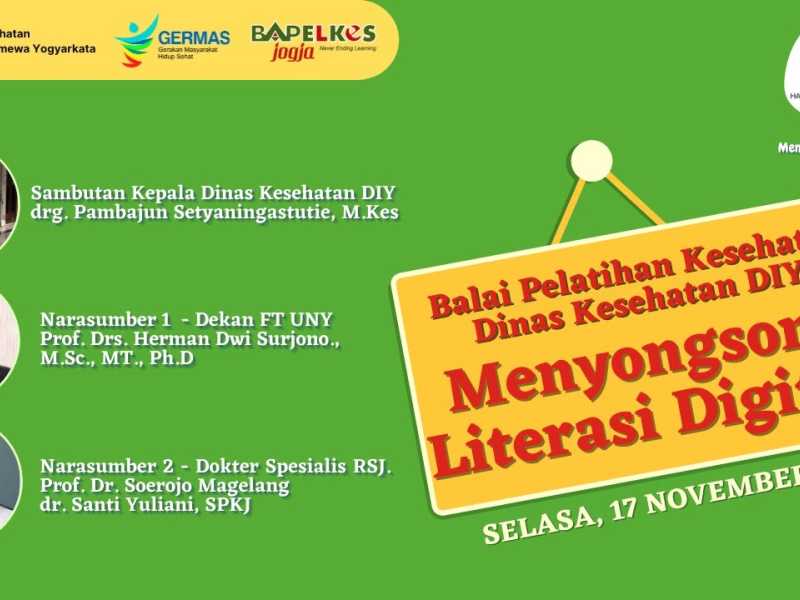 mewa Yogyarkata
GERMAS
Gerakan Masyarakat
Hidup Sehat
BAPELKES
jogja
Never Ending Learning
Sambutan Kepala Dinas Kesehatan DIY
drg. Pambajun Setyaningastutie, M.Kes
Narasumber 1 - Dekan FT UNY
Prof. Drs. Herman Dwi Surjono.,
M.Sc., MT., Ph.D
Narasumber 2 - Dokter Spesialis RSJ.
Prof. Dr. Soerojo Magelang
dr. Santi Yuliani, SPKJ
Balai Pelatihan Kesehat
Dinas Kesehatan DIY
Menyongson
Literasi Digi
SELASA, 17 NOVEMBER